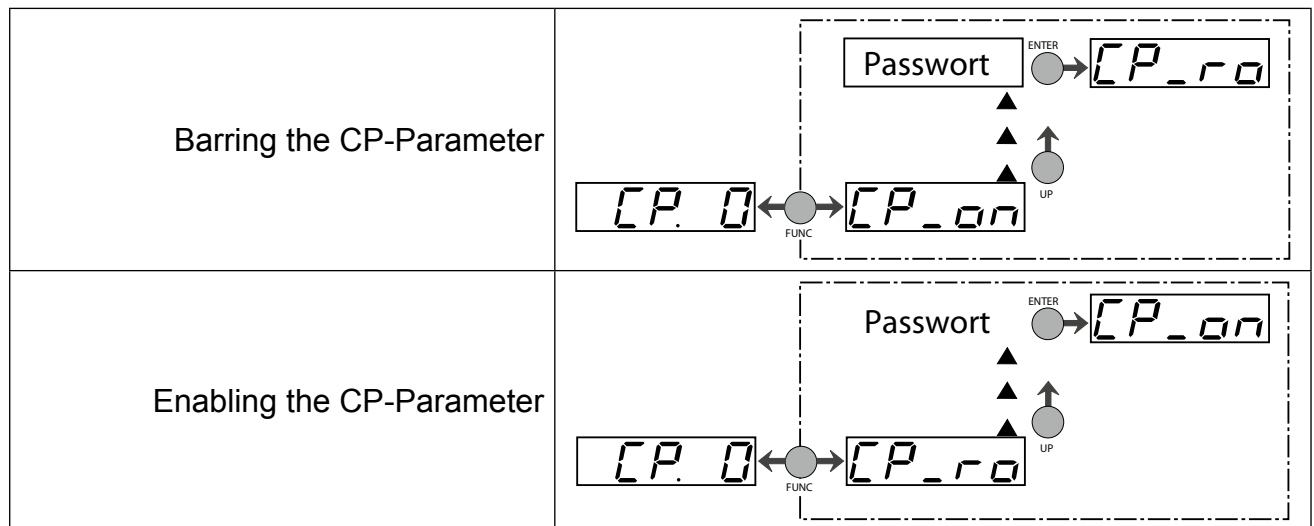 Barring the CP-Parameter
Passwort
ENTER
CP_ro
UP
CP. 0
FUNC
CP_on
Enabling the CP-Parameter
Passwort
ENTER
CP_on
UP
CP. 0
FUNC
CP_ro